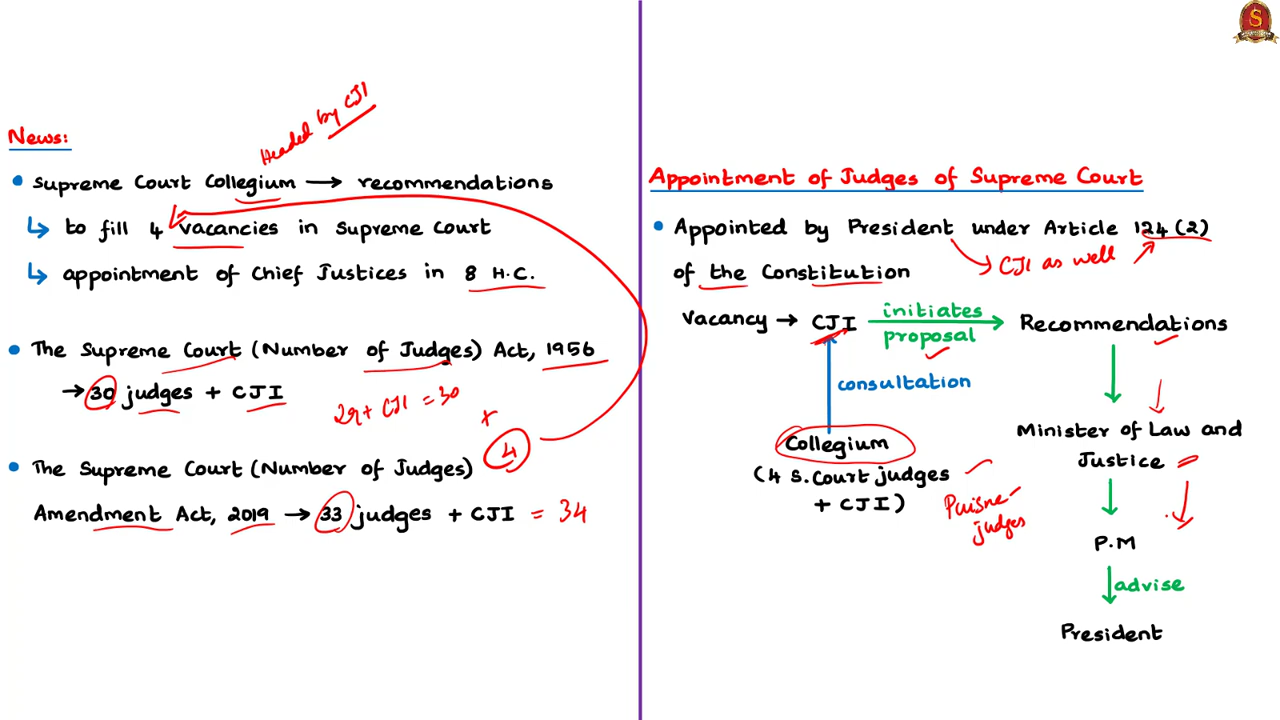 News:
Headed by CJI
• Supreme Court Collegium → recommendations
↳ to fill 4 vacancies in Supreme Court
↳ appointment of Chief Justices in 8 H.C.
• The Supreme Court (Number of Judges) Act, 1956
→ 30 judges + CJI
29 + CJI = 30
+
4
• The Supreme Court (Number of Judges)
Amendment Act, 2019 → 33 judges + CJI = 34
S
Appointment of Judges of Supreme Court
• Appointed by President under Article 124(2)
of the Constitution
CJI as well
Vacancy → CJI initiates proposal → Recommendations
consultation
Collegium
(4 S.Court judges
+ CJI)
Puisne judges
Minister of Law and
Justice
P.M
advise
President